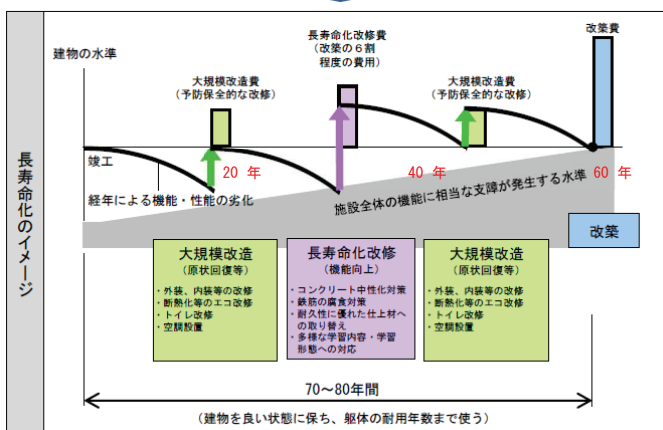 長寿命化のイメージ
建物の水準
長寿命化改修費
(改築の6割
程度の費用)
改築費
大規模改造費
(予防保全的な改修)
大規模改造費
(予防保全的な改修)
竣工
20 年
40 年
60 年
経年による機能・性能の劣化
施設全体の機能に相当な支障が発生する水準
改築
大規模改造
(原状回復等)
・外装、内装等の改修
・断熱化等のエコ改修
・トイレ改修
・空調設置
長寿命化改修
(機能向上)
・コンクリート中性化対策
・鉄筋の腐食対策
・耐久性に優れた仕上材へ
の取り替え
・多様な学習内容・学習
形態への対応
大規模改造
(原状回復等)
・外装、内装等の改修
・断熱化等のエコ改修
・トイレ改修
・空調設置
70～80年間
(建物を良い状態に保ち、躯体の耐用年数まで使う)